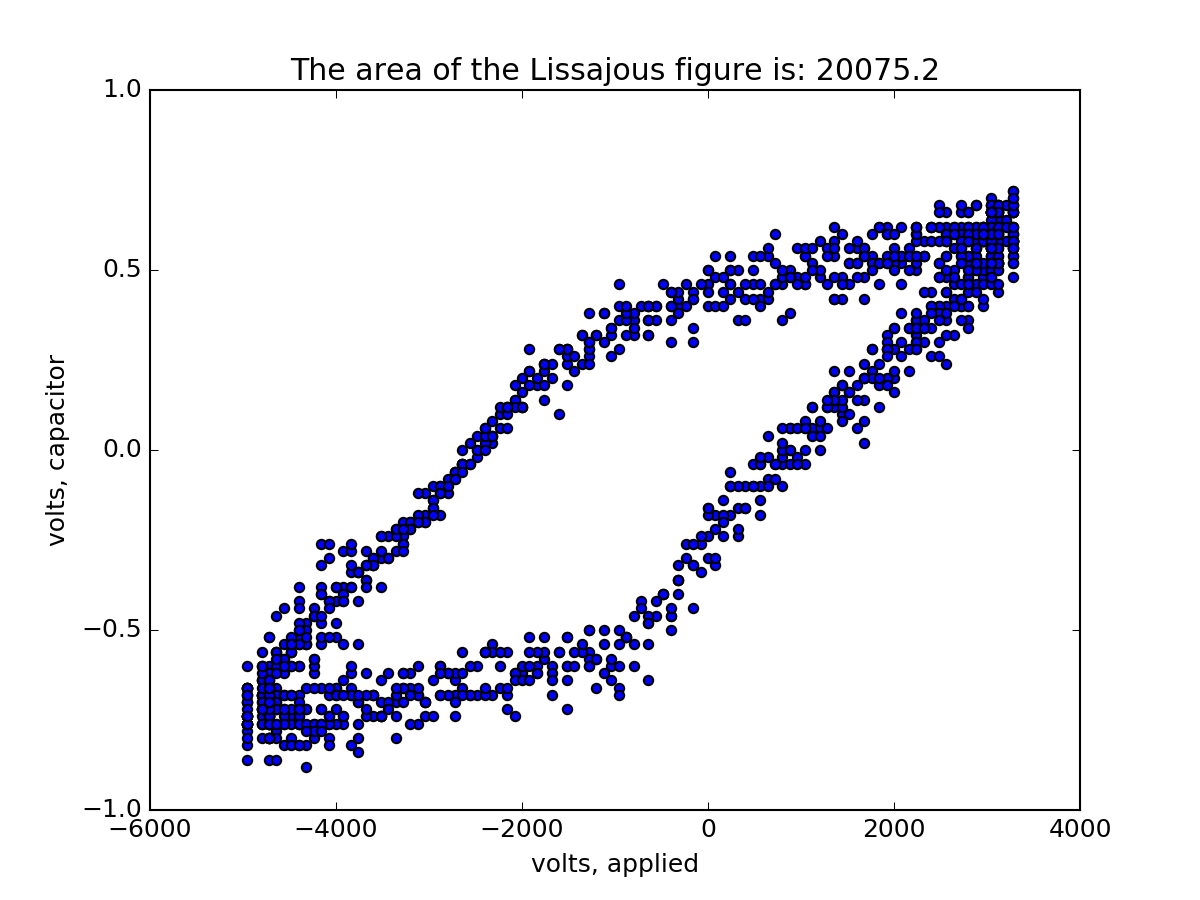 The area of the Lissajous figure is: 20075.2
1.0
0.5
0.0
−0.5
−1.0
volts, capacitor
−6000 −4000 −2000 0 2000 4000
volts, applied